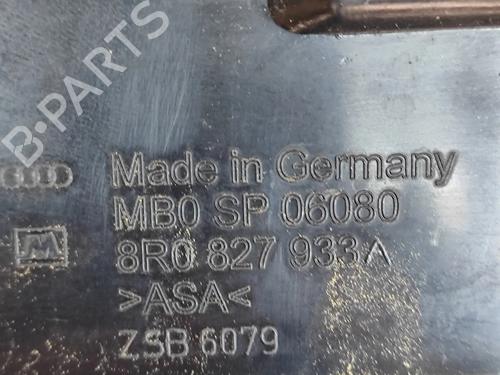 B-PARTS
Made in Germany
MB0 SP 06080
M
8R0 827 933A
>ASA<
ZSB 6079